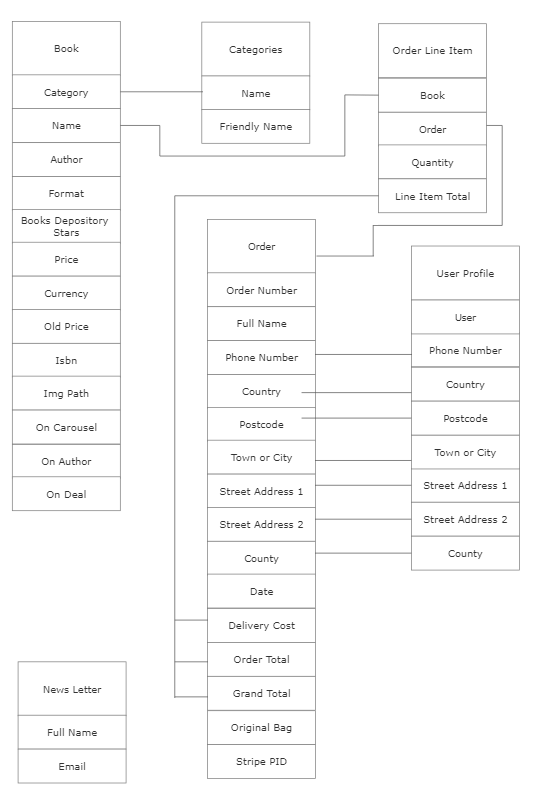 Book
Category
Name
Author
Format
Books Depository
Stars
Price
Currency
Old Price
Isbn
Img Path
On Carousel
On Author
On Deal
Categories
Name
Friendly Name
Order Line Item
Book
Order
Quantity
Line Item Total
Order
Order Number
Full Name
Phone Number
Country
Postcode
Town or City
Street Address 1
Street Address 2
County
Date
Delivery Cost
Order Total
Grand Total
Original Bag
Stripe PID
User Profile
User
Phone Number
Country
Postcode
Town or City
Street Address 1
Street Address 2
County
News Letter
Full Name
Email